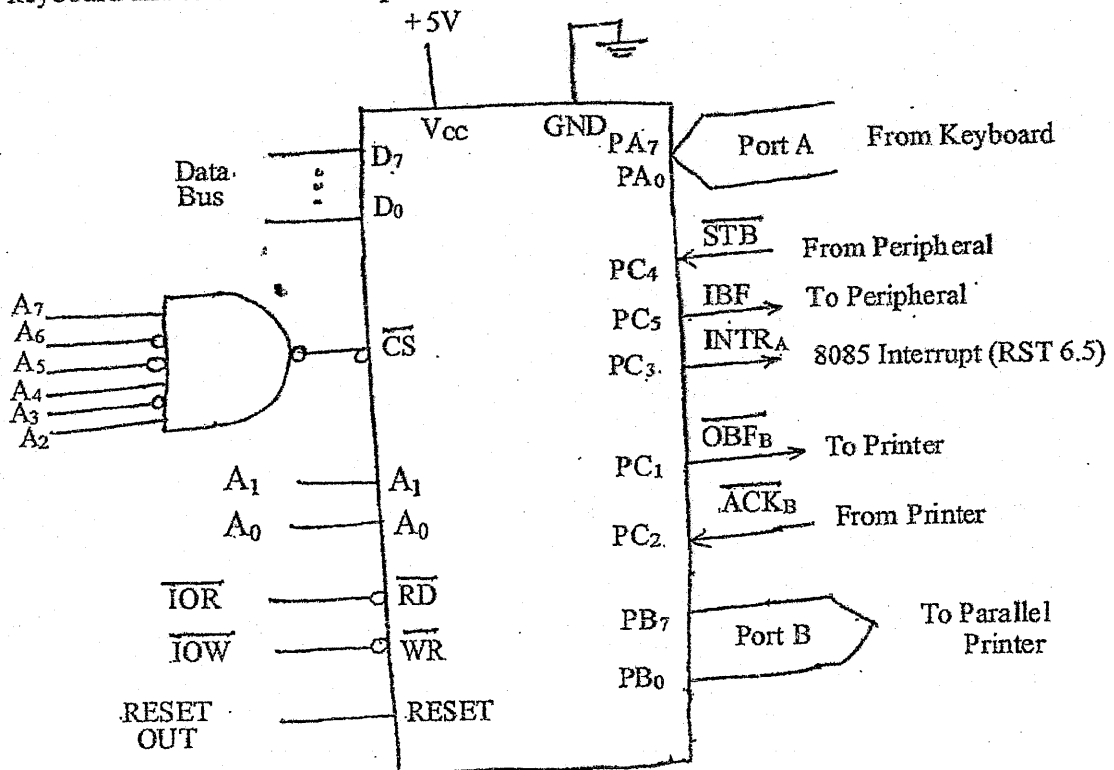 +5V
Vcc
GND
D7
D0
Data
Bus
PA7
PA0
Port A
From Keyboard
STB
From Peripheral
PC4
IBF
To Peripheral
PC5
INTRA
8085 Interrupt (RST 6.5)
PC3
A7
A6
A5
A4
A3
A2
CS
OBFB
To Printer
PC1
ACKB
From Printer
PC2
A1
A1
A0
A0
IOR
RD
IOW
WR
RESET
OUT
RESET
PB7
PB0
Port B
To Parallel
Printer